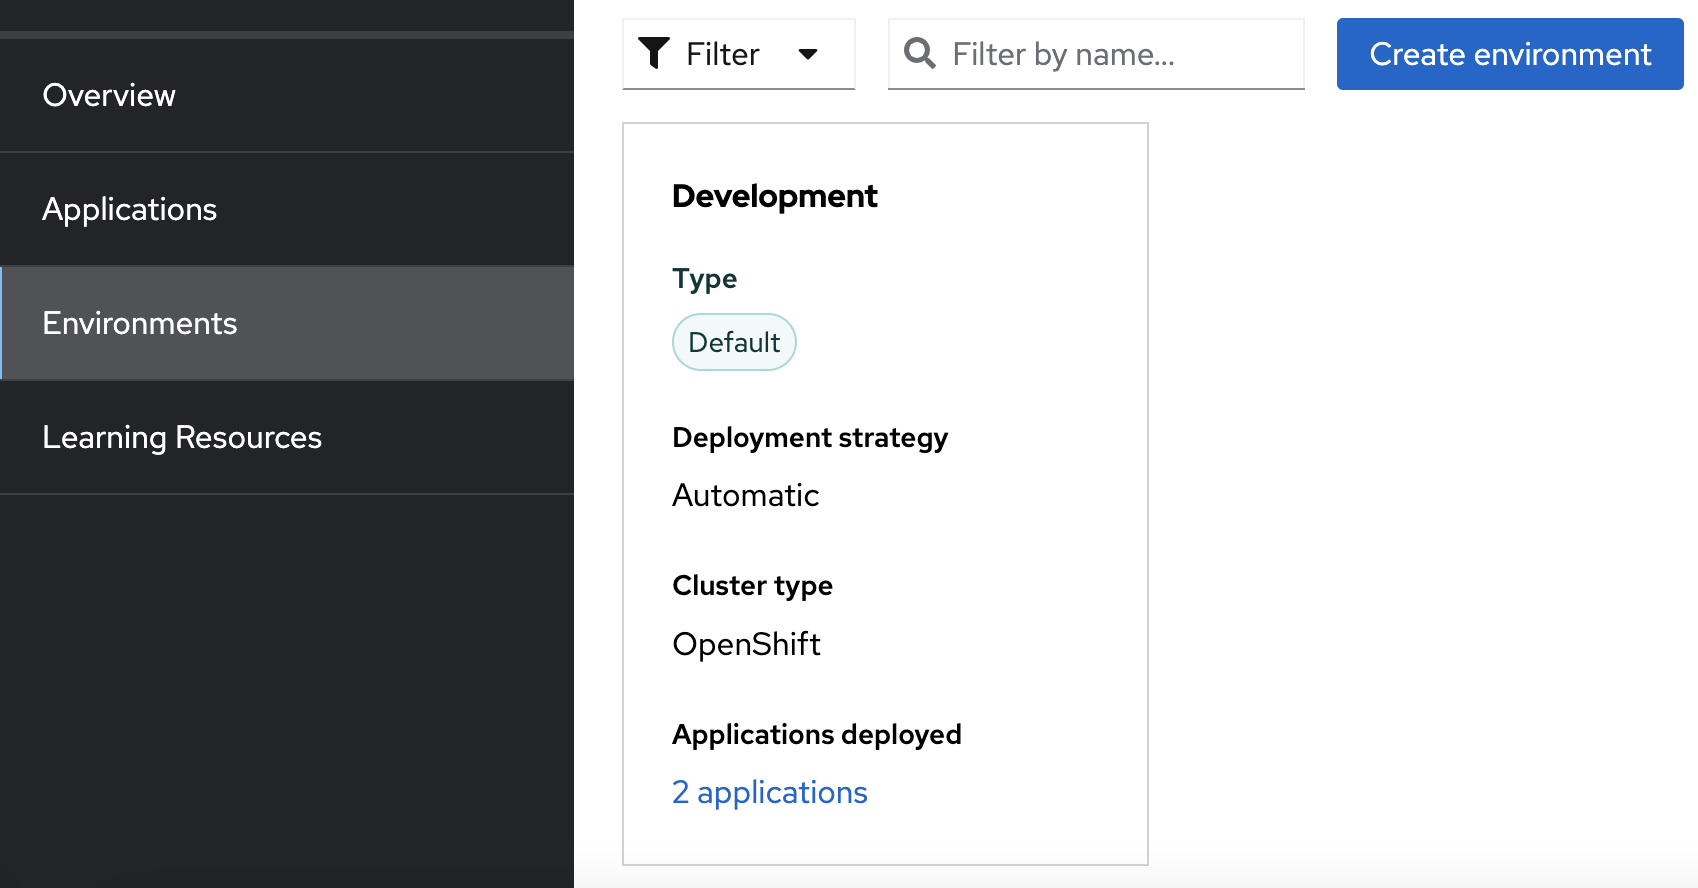 Overview
Applications
Environments
Learning Resources
Filter
Filter by name...
Create environment
Development
Type
Default
Deployment strategy
Automatic
Cluster type
OpenShift
Applications deployed
2 applications